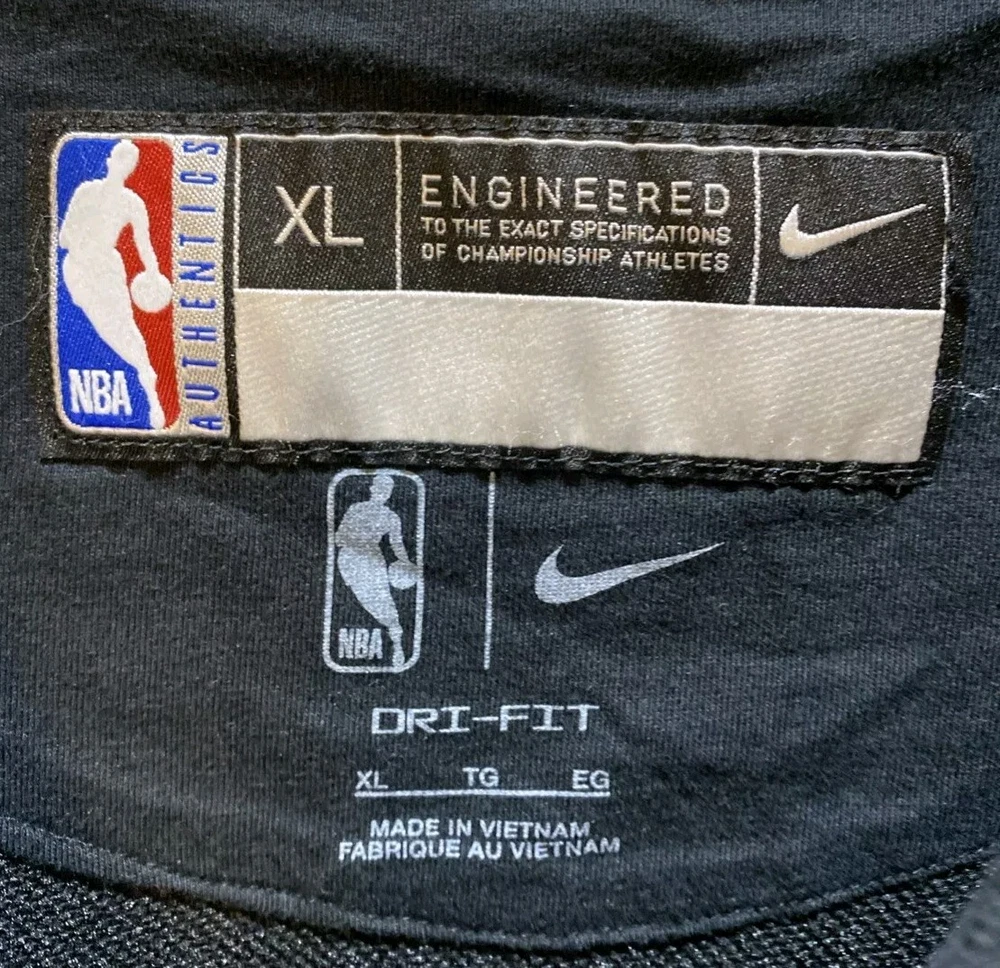 NBA
AUTHENTICS
XL
ENGINEERED
TO THE EXACT SPECIFICATIONS
OF CHAMPIONSHIP ATHLETES
NBA
DRI-FIT
XL TG EG
MADE IN VIETNAM
FABRIQUE AU VIETNAM